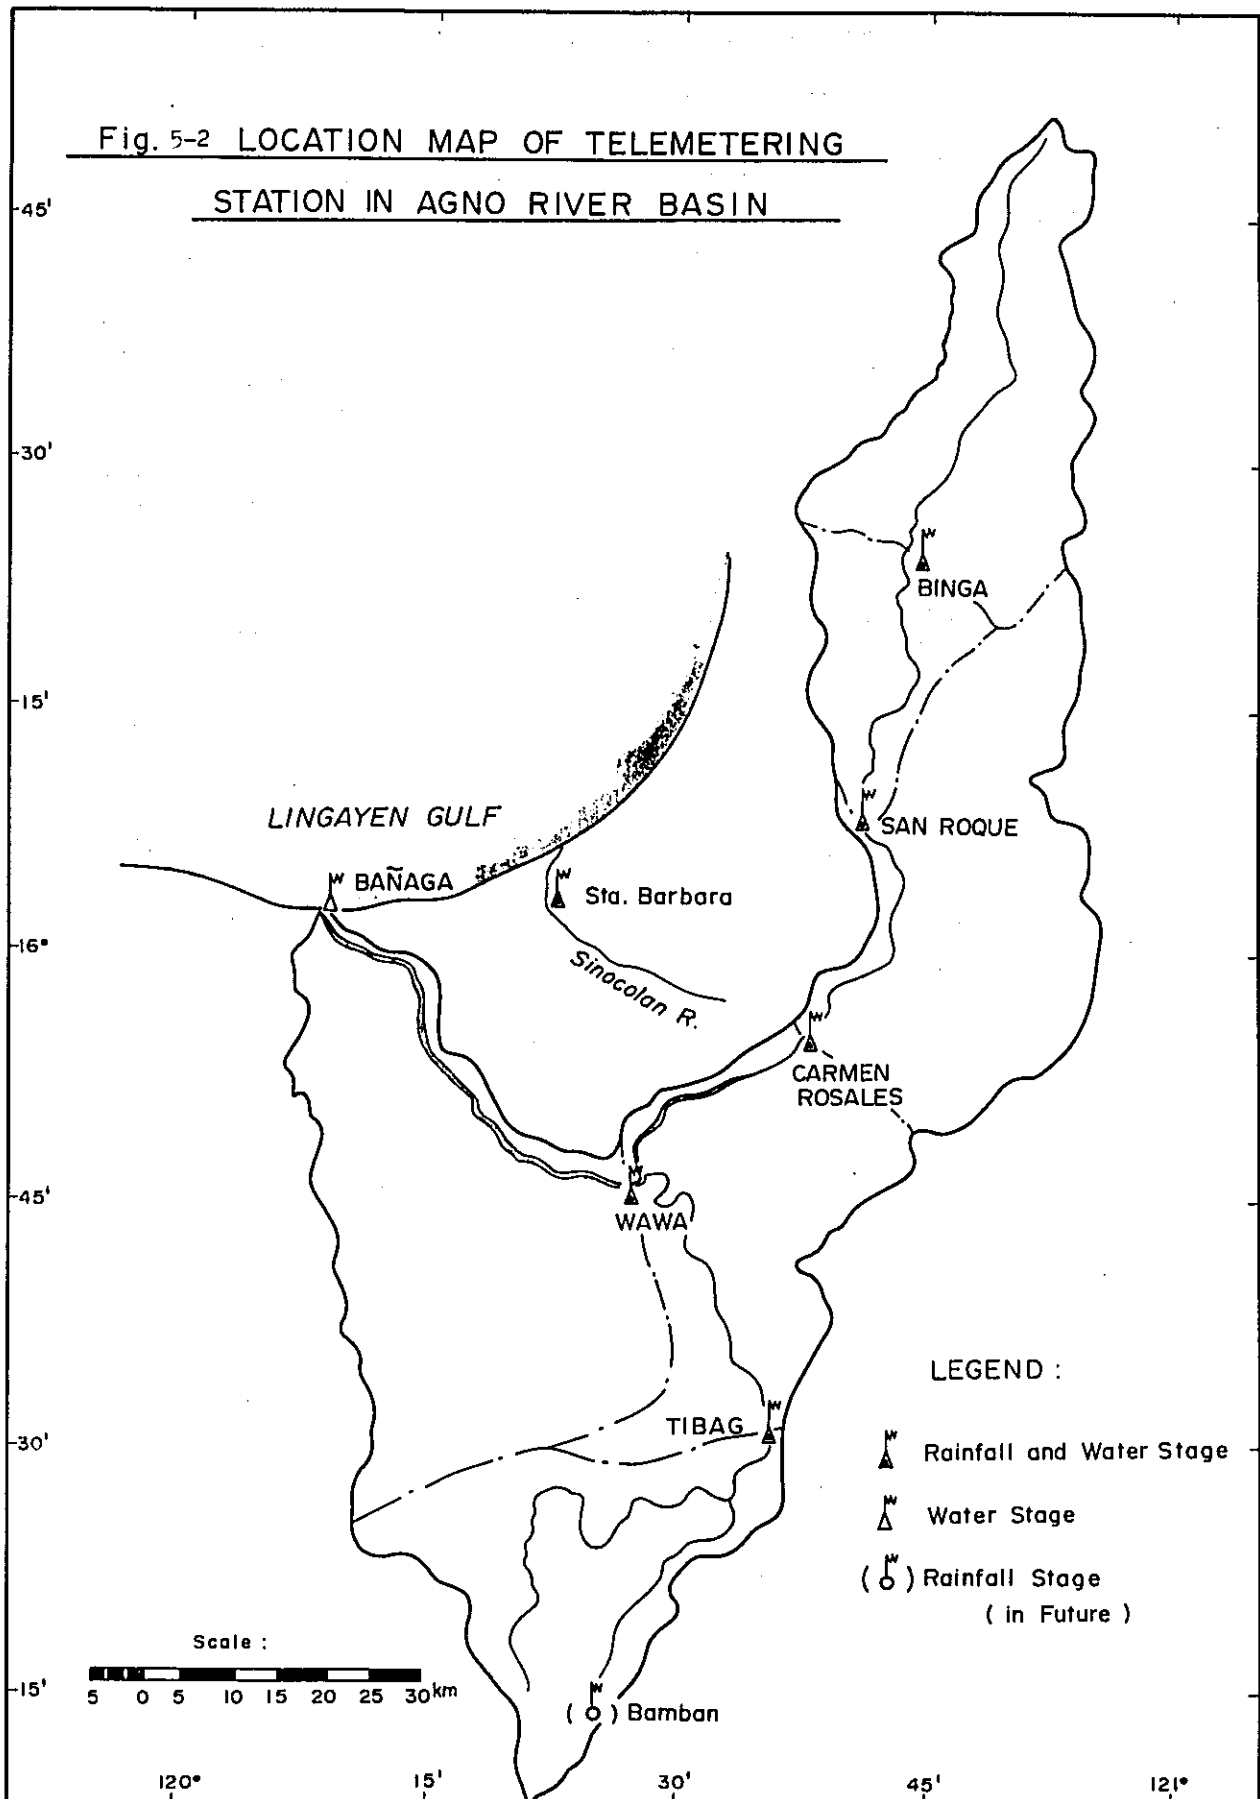 Fig. 5-2 LOCATION MAP OF TELEMETERING
STATION IN AGNO RIVER BASIN
45'
30'
15'
16°
45'
30'
15'
BINGA
SAN ROQUE
LINGAYEN GULF
BAÑAGA
Sta. Barbara
Sinocolan R.
CARMEN
ROSALES
WAWA
TIBAG
LEGEND :
Rainfall and Water Stage
Water Stage
( ) Rainfall Stage
( in Future )
Scale :
5 0 5 10 15 20 25 30 km
( ) Bamban
120° 15' 30' 45' 121°